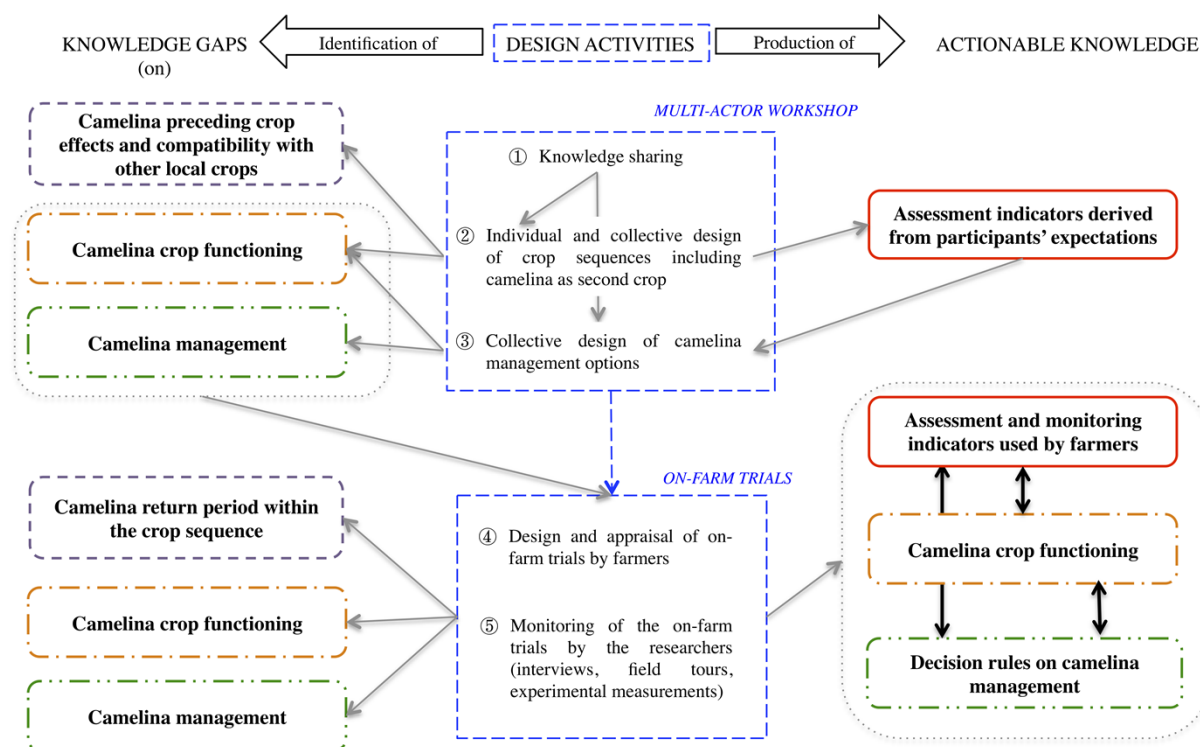 KNOWLEDGE GAPS
(on)
Identification of
DESIGN ACTIVITIES
Production of
ACTIONABLE KNOWLEDGE
MULTI-ACTOR WORKSHOP
Camelina preceding crop
effects and compatibility with
other local crops
Camelina crop functioning
Camelina management
① Knowledge sharing
② Individual and collective design
of crop sequences including
camelina as second crop
③ Collective design of camelina
management options
Assessment indicators derived
from participants’ expectations
ON-FARM TRIALS
Camelina return period within
the crop sequence
Camelina crop functioning
Camelina management
④ Design and appraisal of on-
farm trials by farmers
⑤ Monitoring of the on-farm
trials by the researchers
(interviews, field tours,
experimental measurements)
Assessment and monitoring
indicators used by farmers
Camelina crop functioning
Decision rules on camelina
management